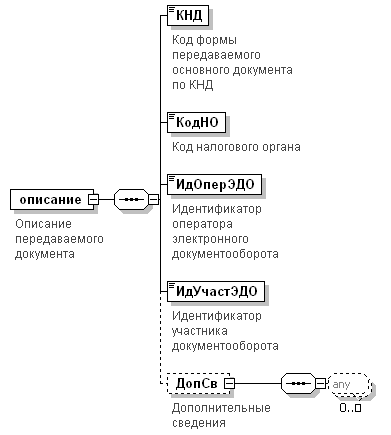 КНД
Код формы
передаваемого
основного документа
по КНД
КодНО
Код налогового органа
ИдОперЭДО
Идентификатор
оператора
электронного
документооборота
описание
Описание
передаваемого
документа
ИдУчастЭДО
Идентификатор
участника
документооборота
ДопСв
Дополнительные
сведения
any